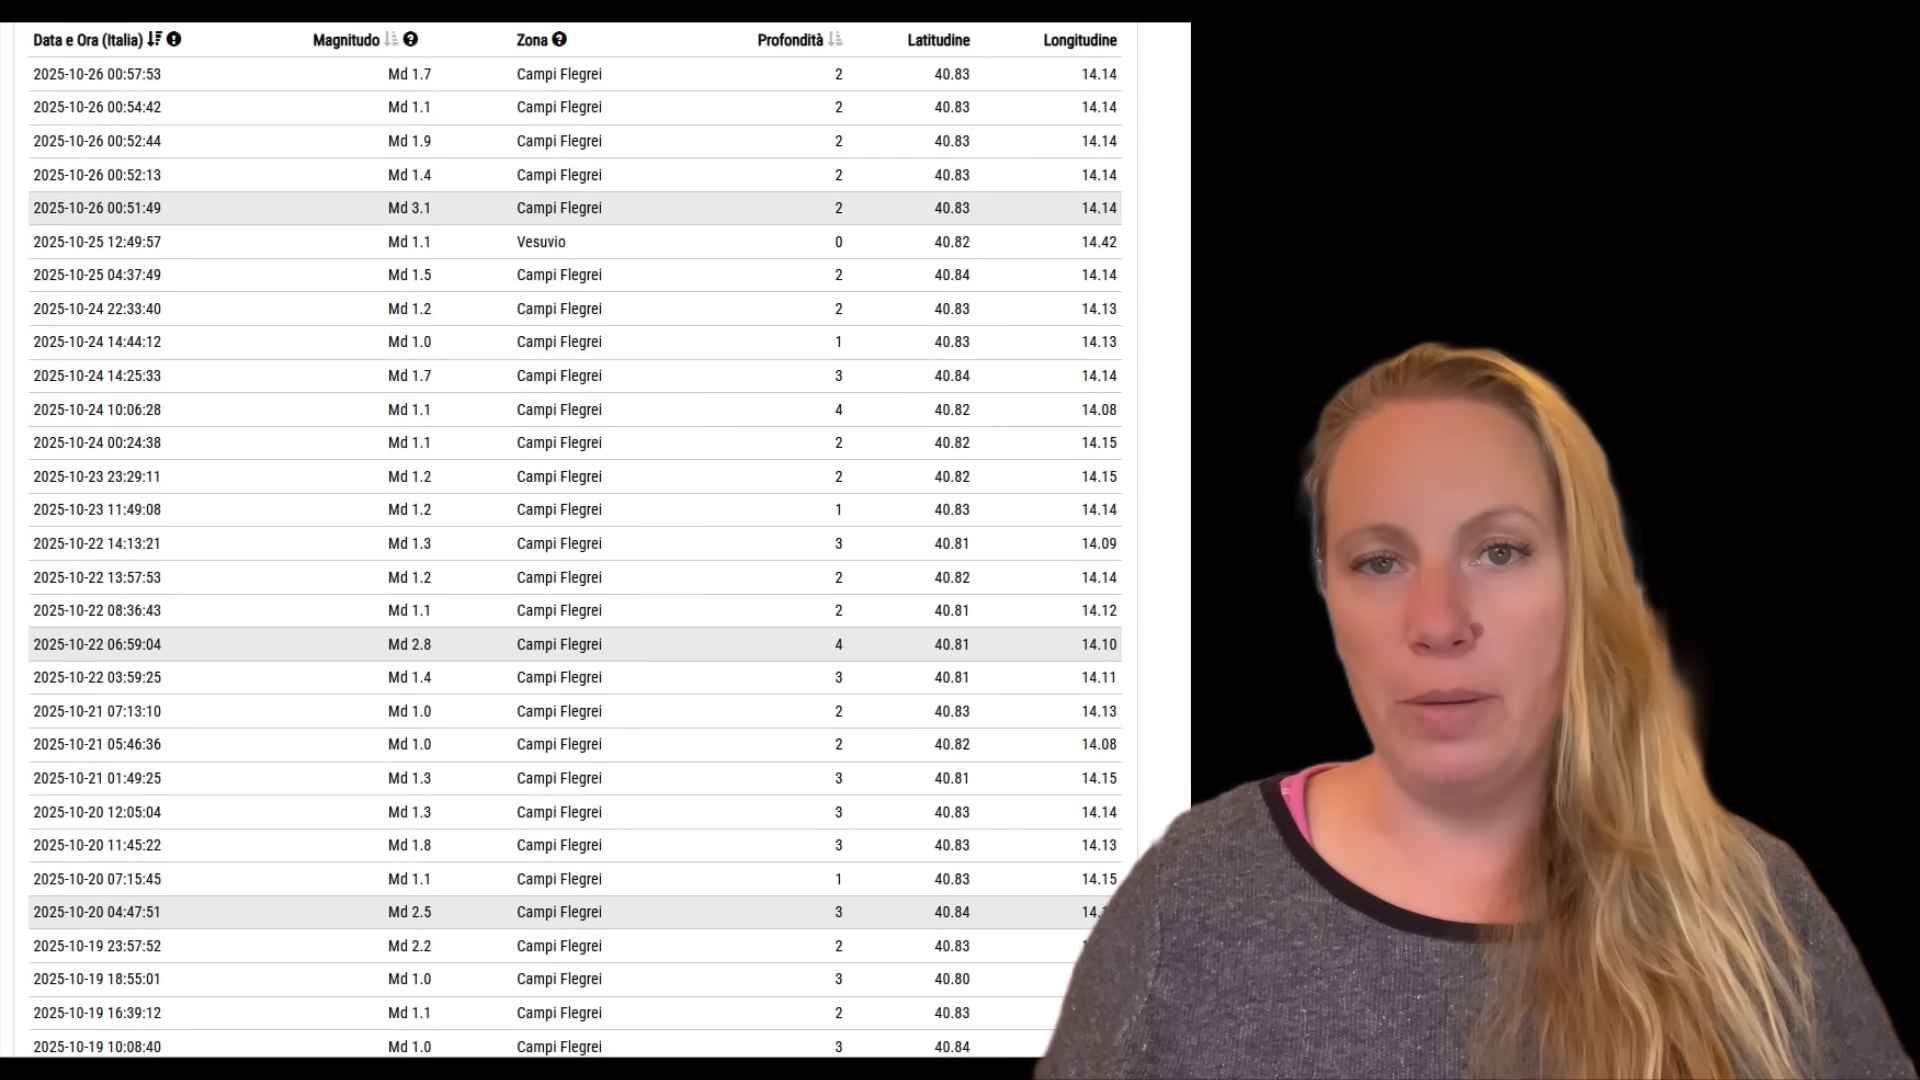 Data e Ora (Italia) Magnitudo Zona Profondità Latitudine Longitudine
2025-10-26 00:57:53 Md 1.7 Campi Flegrei 2 40.83 14.14
2025-10-26 00:54:42 Md 1.1 Campi Flegrei 2 40.83 14.14
2025-10-26 00:52:44 Md 1.9 Campi Flegrei 2 40.83 14.14
2025-10-26 00:52:13 Md 1.4 Campi Flegrei 2 40.83 14.14
2025-10-26 00:51:49 Md 3.1 Campi Flegrei 2 40.83 14.14
2025-10-25 12:49:57 Md 1.1 Vesuvio 0 40.82 14.42
2025-10-25 04:37:49 Md 1.5 Campi Flegrei 2 40.84 14.14
2025-10-24 22:33:40 Md 1.2 Campi Flegrei 2 40.83 14.13
2025-10-24 14:44:12 Md 1.0 Campi Flegrei 1 40.83 14.13
2025-10-24 14:25:33 Md 1.7 Campi Flegrei 3 40.84 14.14
2025-10-24 10:06:28 Md 1.1 Campi Flegrei 4 40.82 14.08
2025-10-24 00:24:38 Md 1.1 Campi Flegrei 2 40.82 14.15
2025-10-23 23:29:11 Md 1.2 Campi Flegrei 2 40.82 14.15
2025-10-23 11:49:08 Md 1.2 Campi Flegrei 1 40.83 14.14
2025-10-22 14:13:21 Md 1.3 Campi Flegrei 3 40.81 14.09
2025-10-22 13:57:53 Md 1.2 Campi Flegrei 2 40.82 14.14
2025-10-22 08:36:43 Md 1.1 Campi Flegrei 2 40.81 14.12
2025-10-22 06:59:04 Md 2.8 Campi Flegrei 4 40.81 14.10
2025-10-22 03:59:25 Md 1.4 Campi Flegrei 3 40.81 14.11
2025-10-21 07:13:10 Md 1.0 Campi Flegrei 2 40.83 14.13
2025-10-21 05:46:36 Md 1.0 Campi Flegrei 2 40.82 14.08
2025-10-21 01:49:25 Md 1.3 Campi Flegrei 3 40.81 14.15
2025-10-20 12:05:04 Md 1.3 Campi Flegrei 3 40.83 14.14
2025-10-20 11:45:22 Md 1.8 Campi Flegrei 3 40.83 14.13
2025-10-20 07:15:45 Md 1.1 Campi Flegrei 1 40.83 14.15
2025-10-20 04:47:51 Md 2.5 Campi Flegrei 3 40.84
2025-10-19 23:57:52 Md 2.2 Campi Flegrei 2 40.83
2025-10-19 18:55:01 Md 1.0 Campi Flegrei 3 40.80
2025-10-19 16:39:12 Md 1.1 Campi Flegrei 2 40.83
2025-10-19 10:08:40 Md 1.0 Campi Flegrei 3 40.84